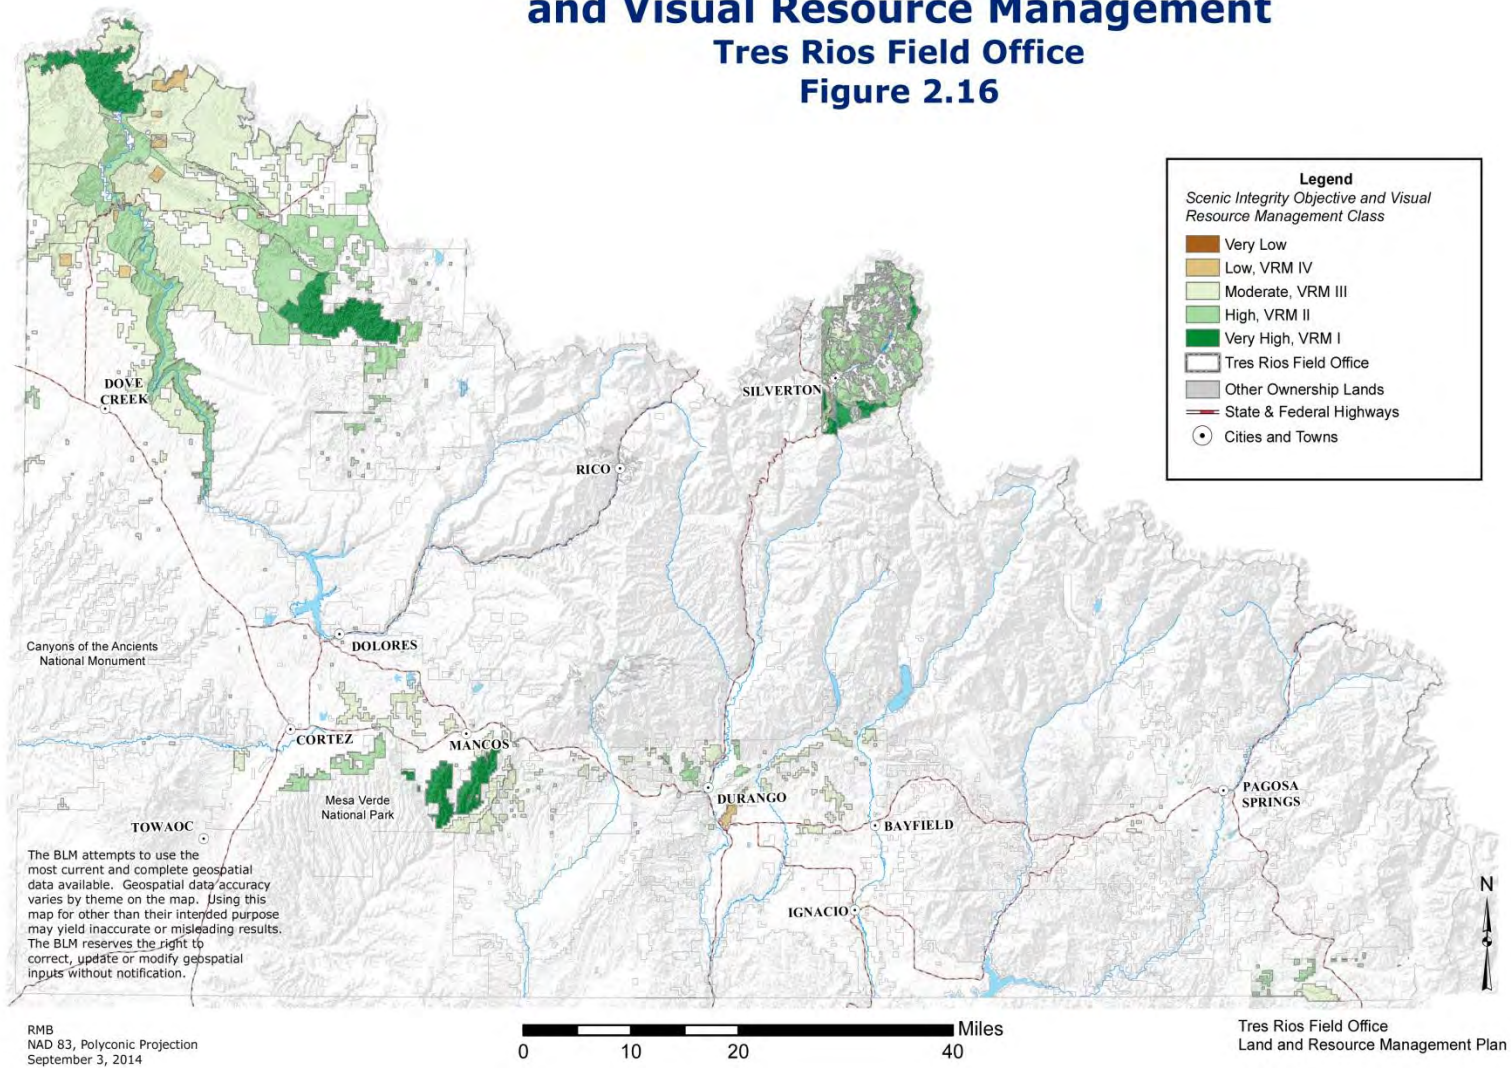 and Visual Resource Management
Tres Rios Field Office
Figure 2.16
Legend
Scenic Integrity Objective and Visual
Resource Management Class
Very Low
Low, VRM IV
Moderate, VRM III
High, VRM II
Very High, VRM I
Tres Rios Field Office
Other Ownership Lands
State & Federal Highways
Cities and Towns
DOVE
CREEK
SILVERTON
RICO
DOLORES
Canyons of the Ancients
National Monument
CORTEZ
MANCOS
Mesa Verde
National Park
TOWAOC
DURANGO
BAYFIELD
PAGOSA
SPRINGS
IGNACIO
The BLM attempts to use the
most current and complete geospatial
data available. Geospatial data accuracy
varies by theme on the map. Using this
map for other than their intended purpose
may yield inaccurate or misleading results.
The BLM reserves the right to
correct, update or modify geospatial
inputs without notification.
N
RMB
NAD 83, Polyconic Projection
September 3, 2014
Miles
0 10 20 40
Tres Rios Field Office
Land and Resource Management Plan